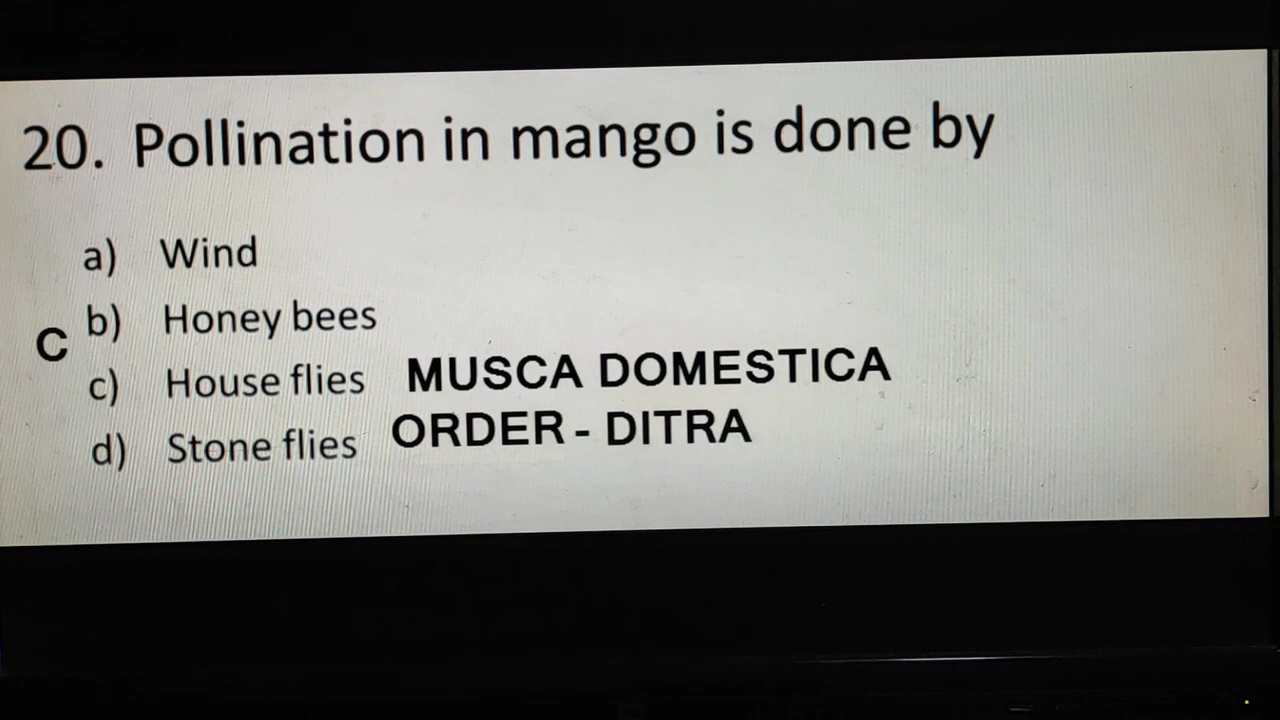 20. Pollination in mango is done by
a) Wind
b) Honey bees
C
c) House flies MUSCA DOMESTICA
d) Stone flies ORDER - DITRA